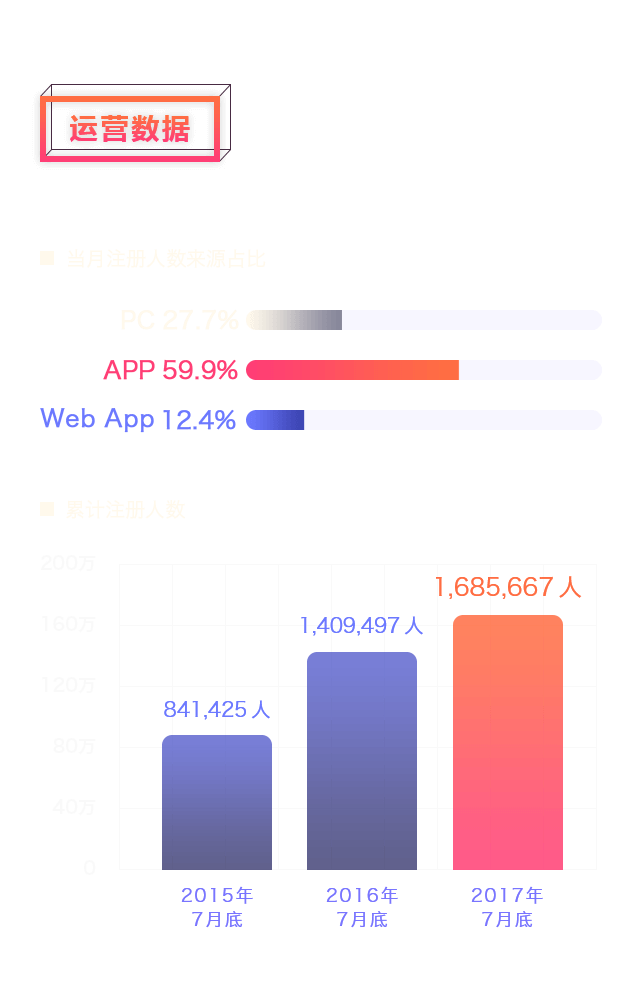 运营数据
当月注册人数来源占比
PC 27.7%
APP 59.9%
Web App 12.4%
累计注册人数
200万
160万
120万
80万
40万
0
1,685,667 人
1,409,497 人
841,425 人
2015年
7月底
2016年
7月底
2017年
7月底